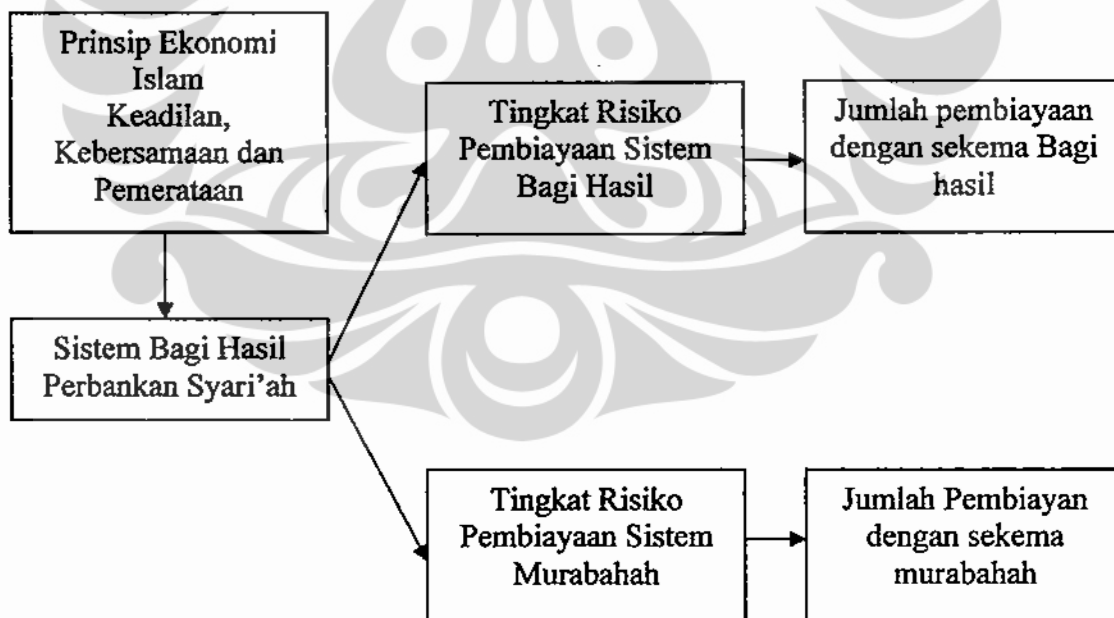 Prinsip Ekonomi
Islam
Keadilan,
Kebersamaan dan
Pemerataan
Tingkat Risiko
Pembiayaan Sistem
Bagi Hasil
Jumlah pembiayaan
dengan sekema Bagi
hasil
Sistem Bagi Hasil
Perbankan Syari'ah
Tingkat Risiko
Pembiayaan Sistem
Murabahah
Jumlah Pembiayan
dengan sekema
murabahah